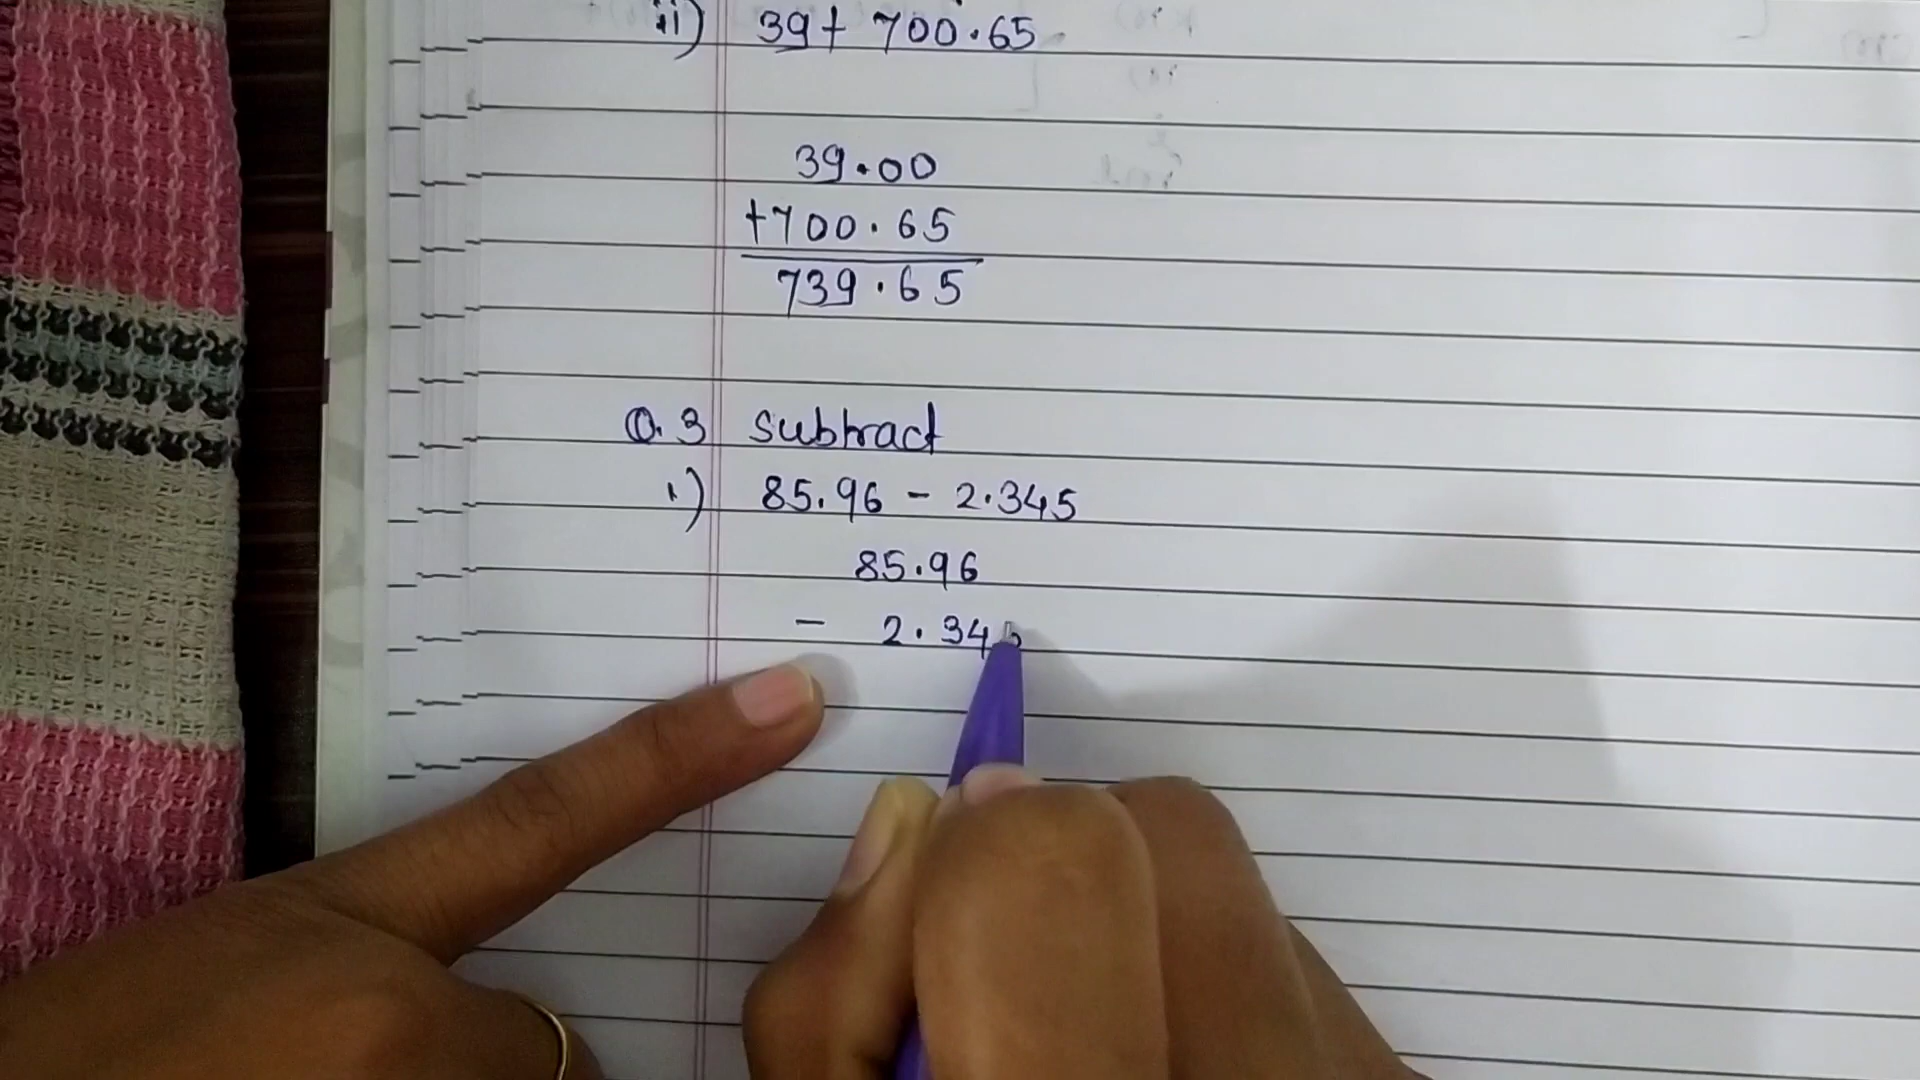 ii) 39+ 700.65
39.00
+700.65
739.65
Q.3 Subtract
i) 85.96 - 2.345
85.96
- 2.345